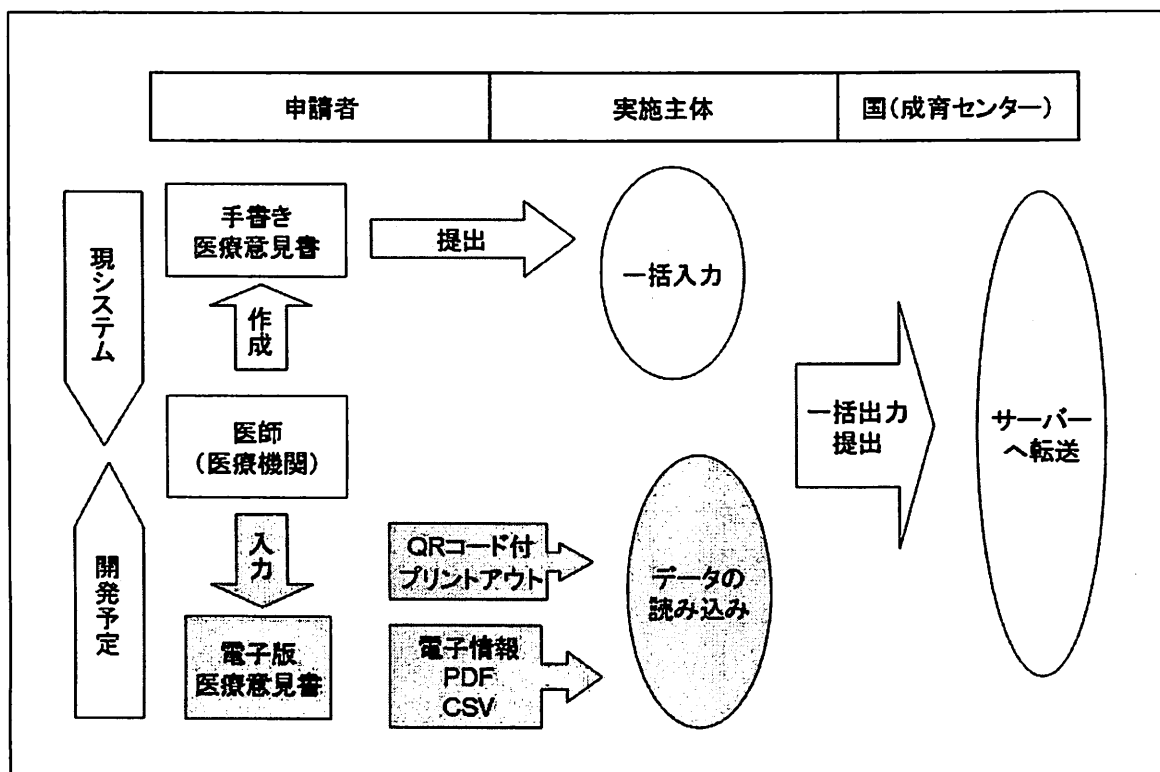 申請者
実施主体
国(成育センター)
現システム
手書き
医療意見書
提出
一括入力
作成
医師
(医療機関)
一括出力
提出
サーバー
へ転送
開発予定
入力
電子版
医療意見書
QRコード付
プリントアウト
電子情報
PDF
CSV
データの
読み込み